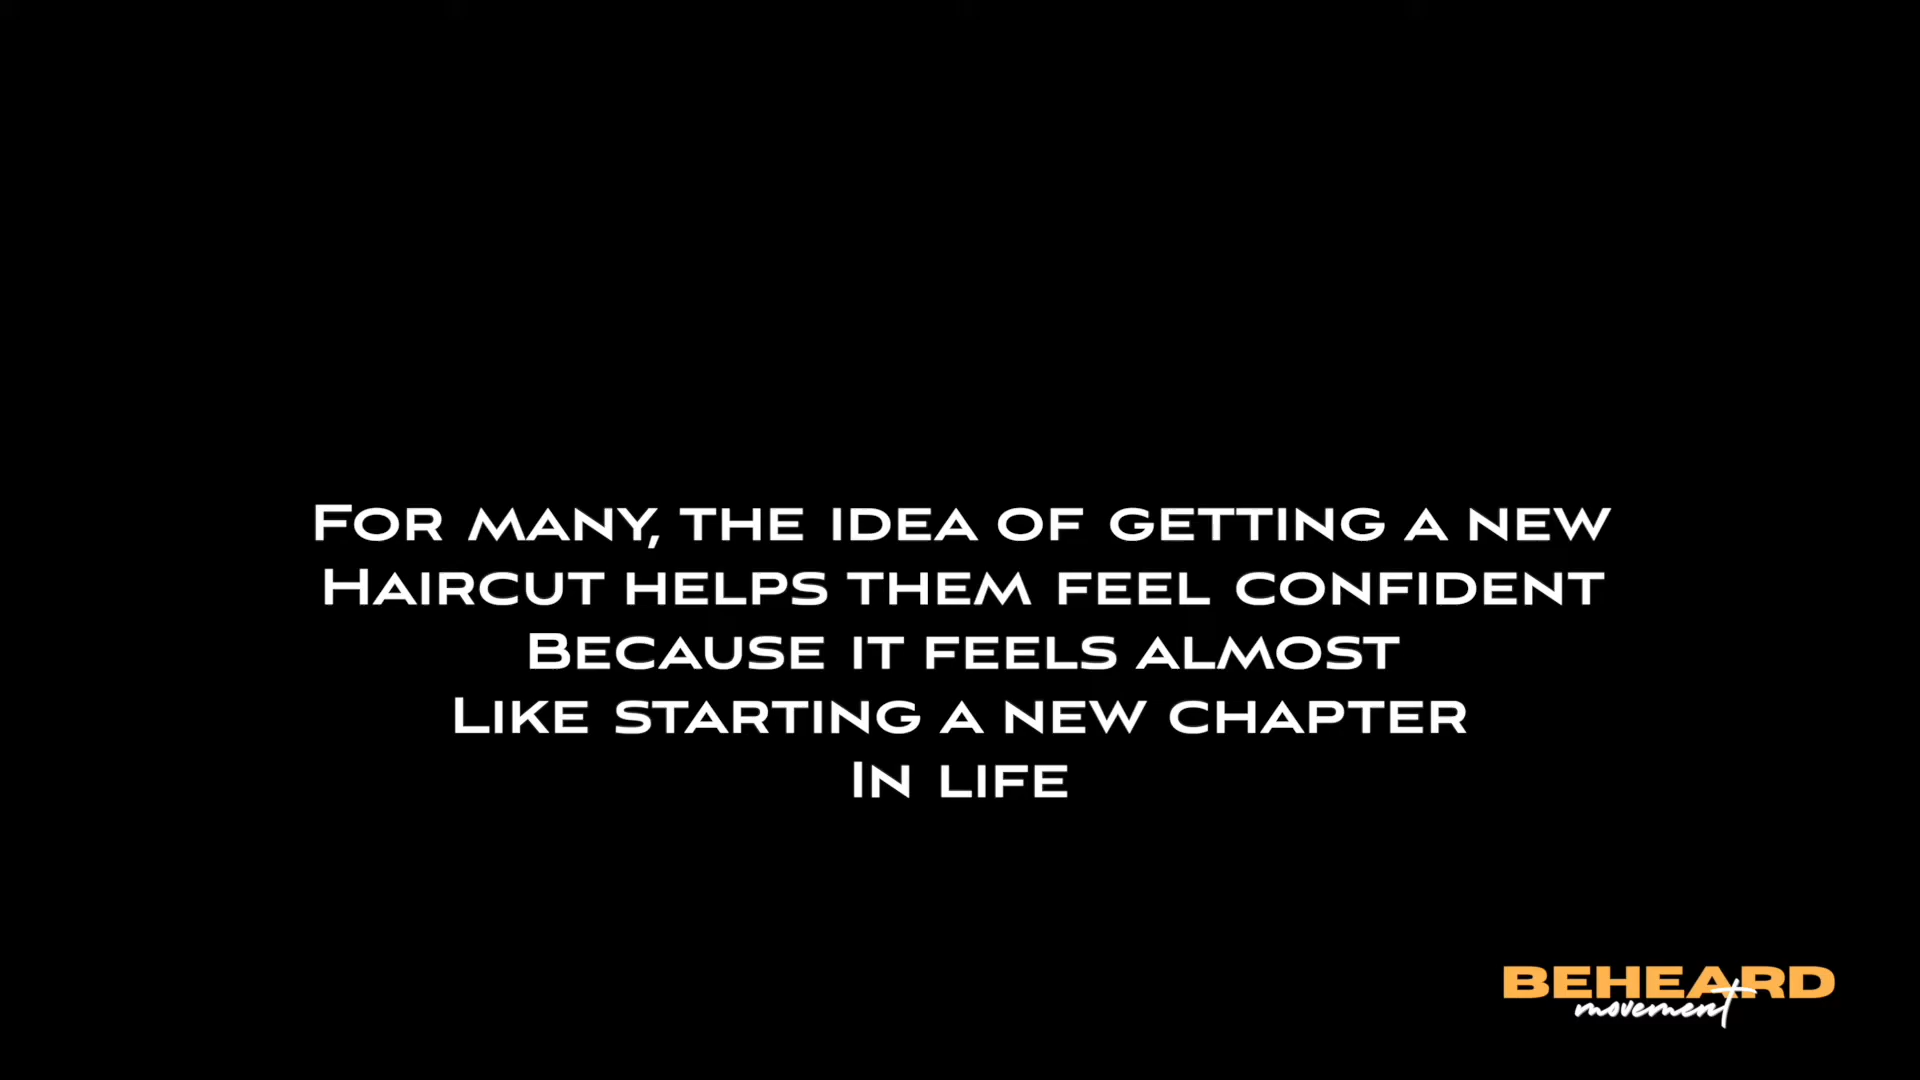 For many, the idea of getting a new
Haircut helps them feel confident
Because it feels almost
Like starting a new chapter
In life
BEHEARD
movement